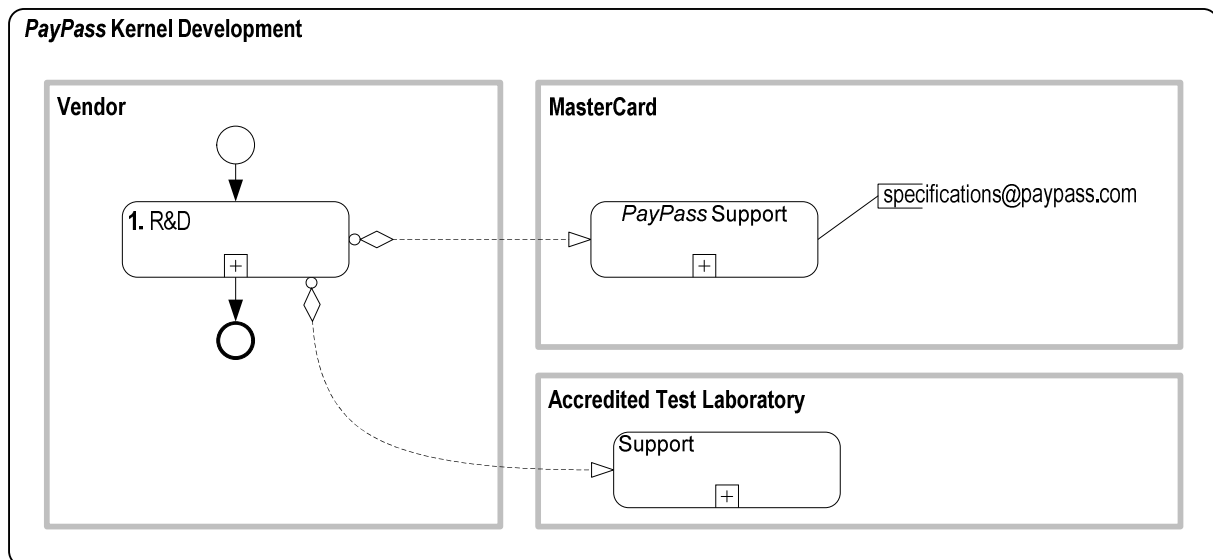 PayPass Kernel Development
Vendor
1. R&D
MasterCard
PayPass Support
specifications@paypass.com
Accredited Test Laboratory
Support